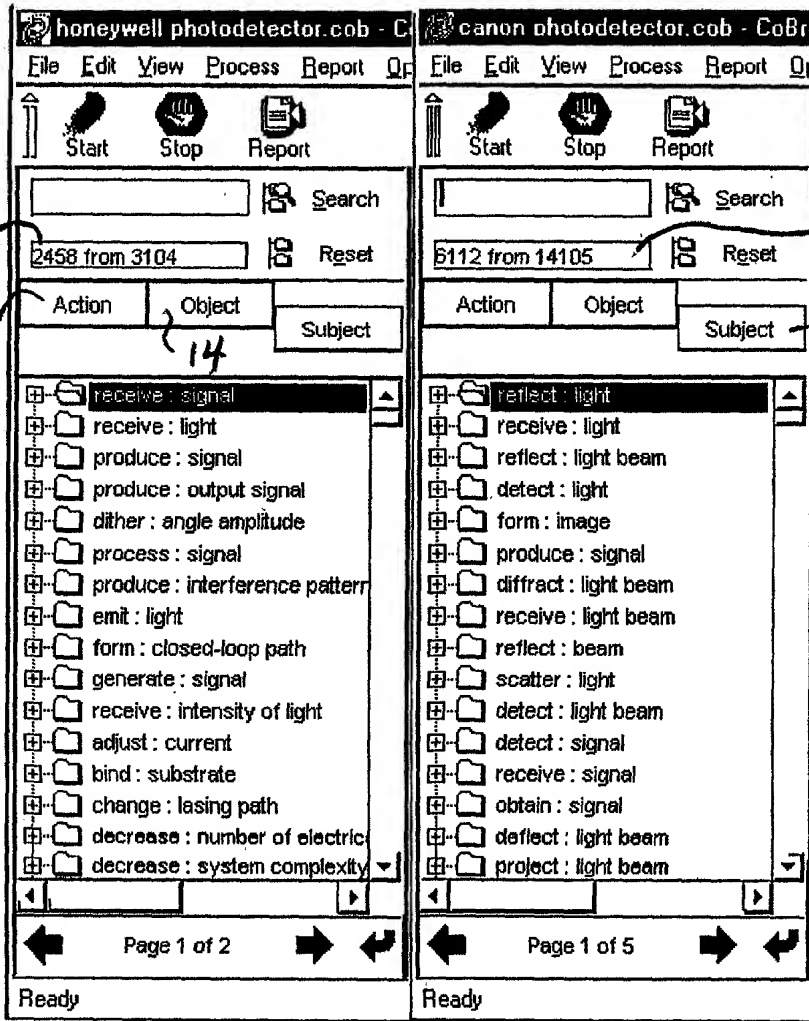 honeywell photodetector.cob - C
File Edit View Process Report Op
Start Stop Report
Search
2458 from 3104 Reset
Action Object Subject
14
receive : signal
receive : light
produce : signal
produce : output signal
dither : angle amplitude
process : signal
produce : interference pattern
emit : light
form : closed-loop path
generate : signal
receive : intensity of light
adjust : current
bind : substrate
change : lasing path
decrease : number of electric
decrease : system complexity
Page 1 of 2
Ready
canon photodetector.cob - CoBr
File Edit View Process Report Op
Start Stop Report
Search
6112 from 14105 Reset
Action Object Subject
reflect : light
receive : light
reflect : light beam
detect : light
form : image
produce : signal
diffract : light beam
receive : light beam
reflect : beam
scatter : light
detect : light beam
detect : signal
receive : signal
obtain : signal
deflect : light beam
project : light beam
Page 1 of 5
Ready